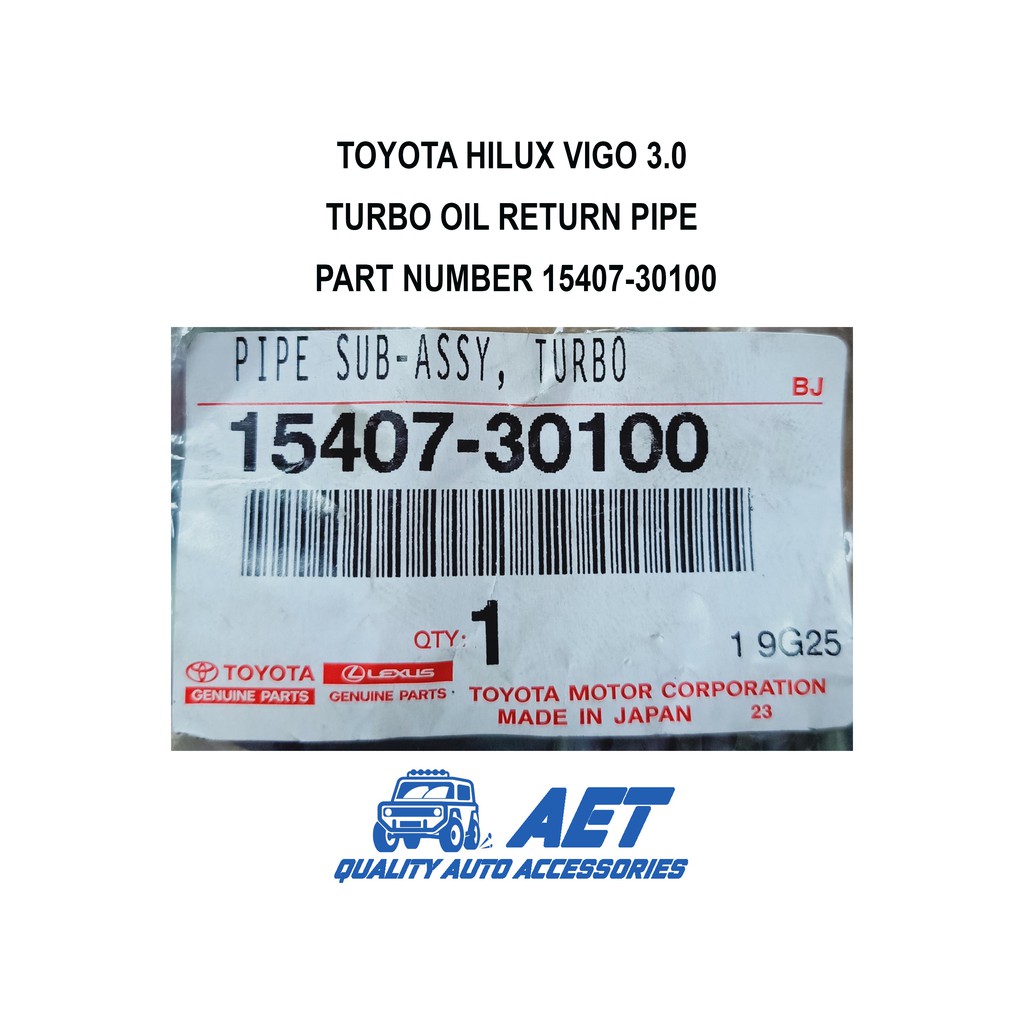 TOYOTA HILUX VIGO 3.0
TURBO OIL RETURN PIPE
PART NUMBER 15407-30100
PIPE SUB-ASSY, TURBO
BJ
15407-30100
QTY: 1
1 9G25
TOYOTA
GENUINE PARTS
LEXUS
GENUINE PARTS
TOYOTA MOTOR CORPORATION
MADE IN JAPAN 23
AET
QUALITY AUTO ACCESSORIES